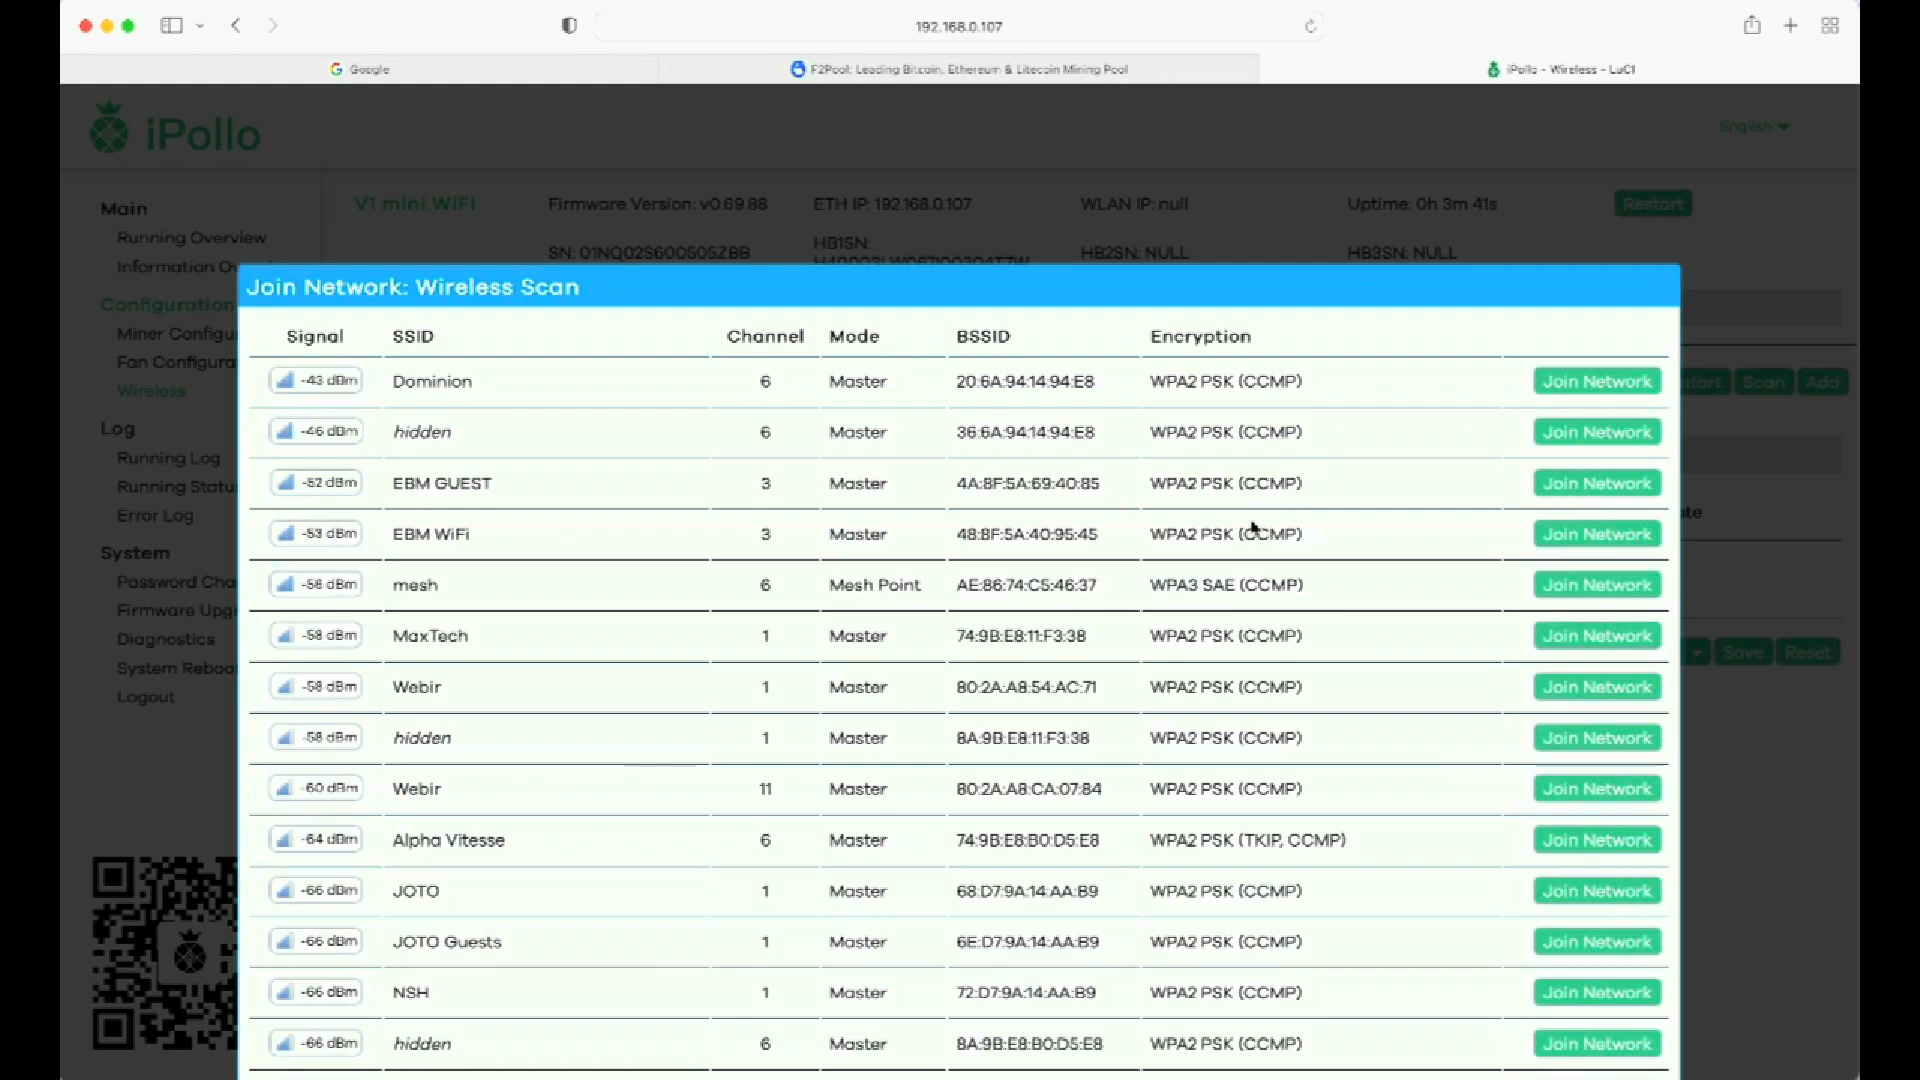 192.168.0.107
Google
F2Pool: Leading Bitcoin, Ethereum & Litecoin Mining Pool
iPollo - Wireless - LuCI
iPollo
English
Main
Running Overview
Information
Configuration
Miner
Fan
Wireless
Log
Running Log
Running
Error Log
System
Password
Firmware
Diagnostics
System
Logout
V1 mini WiFi
Firmware Version: v0.69.88
ETH IP: 192.168.0.107
WLAN IP: null
Uptime: 0h 3m 41s
Restart
SN: 01NQ02S600505ZBB
HB1SN:
HB2SN: NULL
HB3SN: NULL
Scan Add
Save Reset
Join Network: Wireless Scan
Signal SSID Channel Mode BSSID Encryption
-43 dBm Dominion 6 Master 20:6A:94:14:94:E8 WPA2 PSK (CCMP) Join Network
-46 dBm hidden 6 Master 36:6A:94:14:94:E8 WPA2 PSK (CCMP) Join Network
-52 dBm EBM GUEST 3 Master 4A:8F:5A:69:40:85 WPA2 PSK (CCMP) Join Network
-53 dBm EBM WiFi 3 Master 48:BF:5A:40:95:45 WPA2 PSK (CCMP) Join Network
-56 dBm mesh 6 Mesh Point AE:86:74:C5:46:37 WPA3 SAE (CCMP) Join Network
-58 dBm MaxTech 1 Master 74:9B:E8:11:F3:38 WPA2 PSK (CCMP) Join Network
-58 dBm Webir 1 Master 80:2A:A8:54:AC:71 WPA2 PSK (CCMP) Join Network
-58 dBm hidden 1 Master 8A:9B:E8:11:F3:38 WPA2 PSK (CCMP) Join Network
-60 dBm Webir 11 Master 80:2A:A8:CA:07:84 WPA2 PSK (CCMP) Join Network
-64 dBm Alpha Vitesse 6 Master 74:9B:E8:B0:D5:E8 WPA2 PSK (TKIP, CCMP) Join Network
-66 dBm JOTO 1 Master 68:D7:9A:14:AA:B9 WPA2 PSK (CCMP) Join Network
-66 dBm JOTO Guests 1 Master 6E:D7:9A:14:AA:B9 WPA2 PSK (CCMP) Join Network
-66 dBm NSH 1 Master 72:D7:9A:14:AA:B9 WPA2 PSK (CCMP) Join Network
-66 dBm hidden 6 Master 8A:9B:E8:B0:D5:E8 WPA2 PSK (CCMP) Join Network